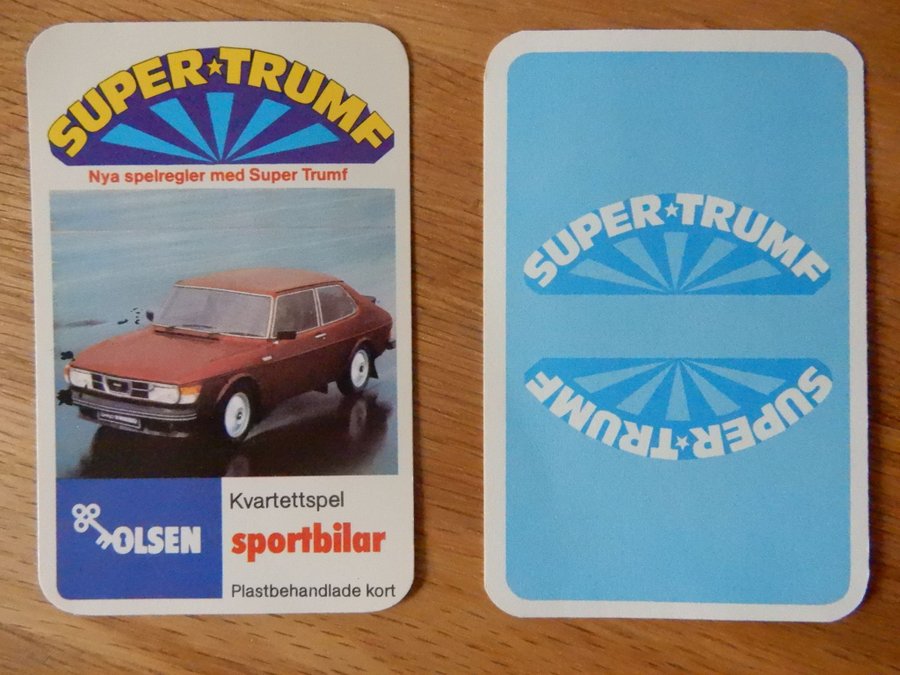 SUPER★TRUMF
Nya spelregler med Super Trumf
OLSEN
Kvartettspel
sportbilar
Plastbehandlade kort
SUPER★TRUMF
SUPER★TRUMF